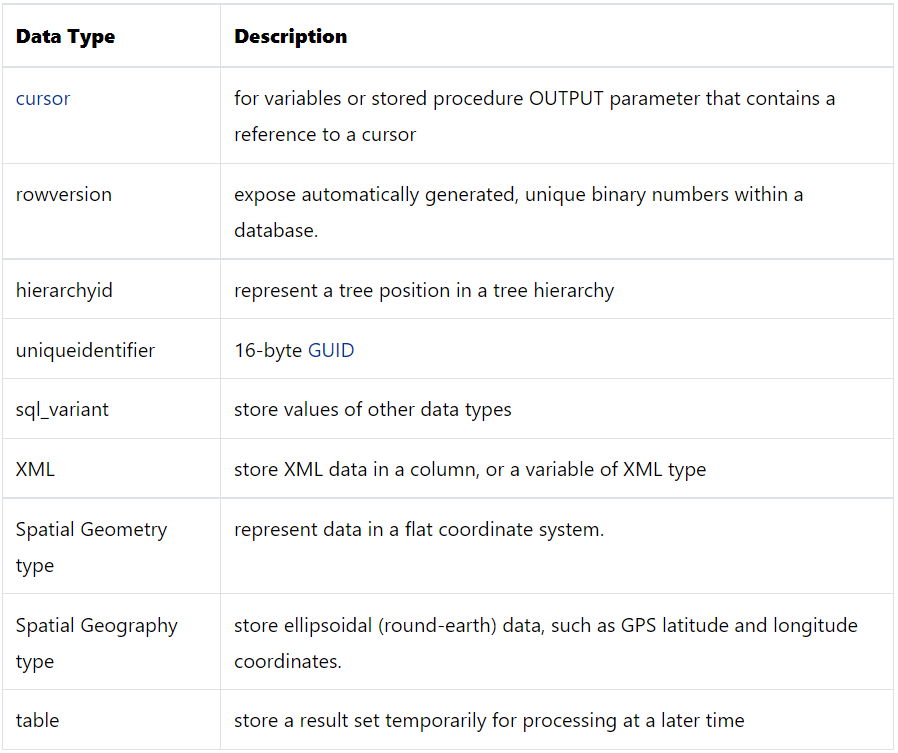 Data Type Description
cursor for variables or stored procedure OUTPUT parameter that contains a
reference to a cursor
rowversion expose automatically generated, unique binary numbers within a
database.
hierarchyid represent a tree position in a tree hierarchy
uniqueidentifier 16-byte GUID
sql_variant store values of other data types
XML store XML data in a column, or a variable of XML type
Spatial Geometry
type
represent data in a flat coordinate system.
Spatial Geography
type
store ellipsoidal (round-earth) data, such as GPS latitude and longitude
coordinates.
table store a result set temporarily for processing at a later time